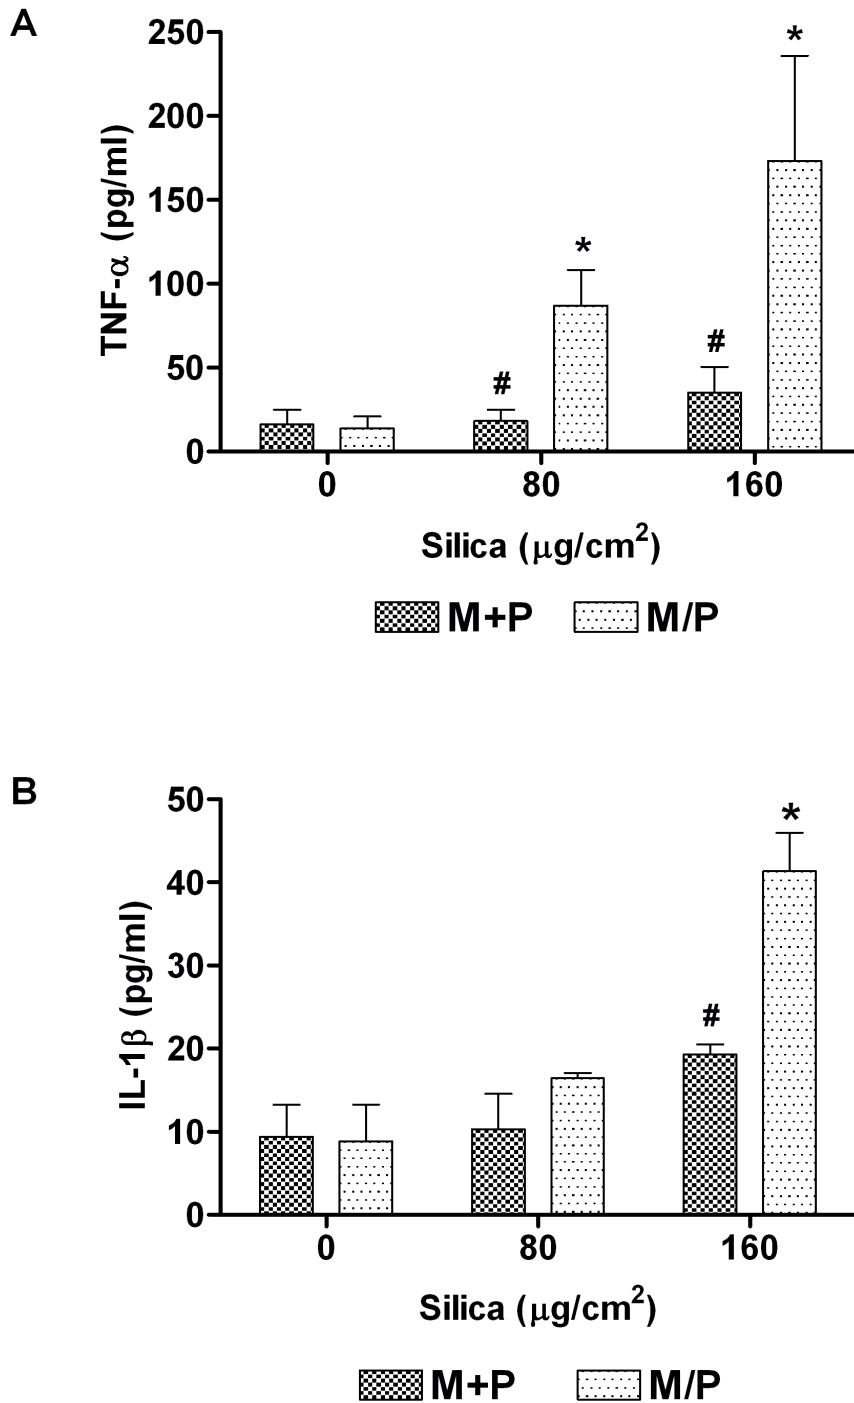 A
TNF-α (pg/ml)
250
200
150
100
50
0
*
*
#
#
0 80 160
Silica (μg/cm²)
M+P M/P
B
IL-1β (pg/ml)
50
40
30
20
10
0
*
#
0 80 160
Silica (μg/cm²)
M+P M/P